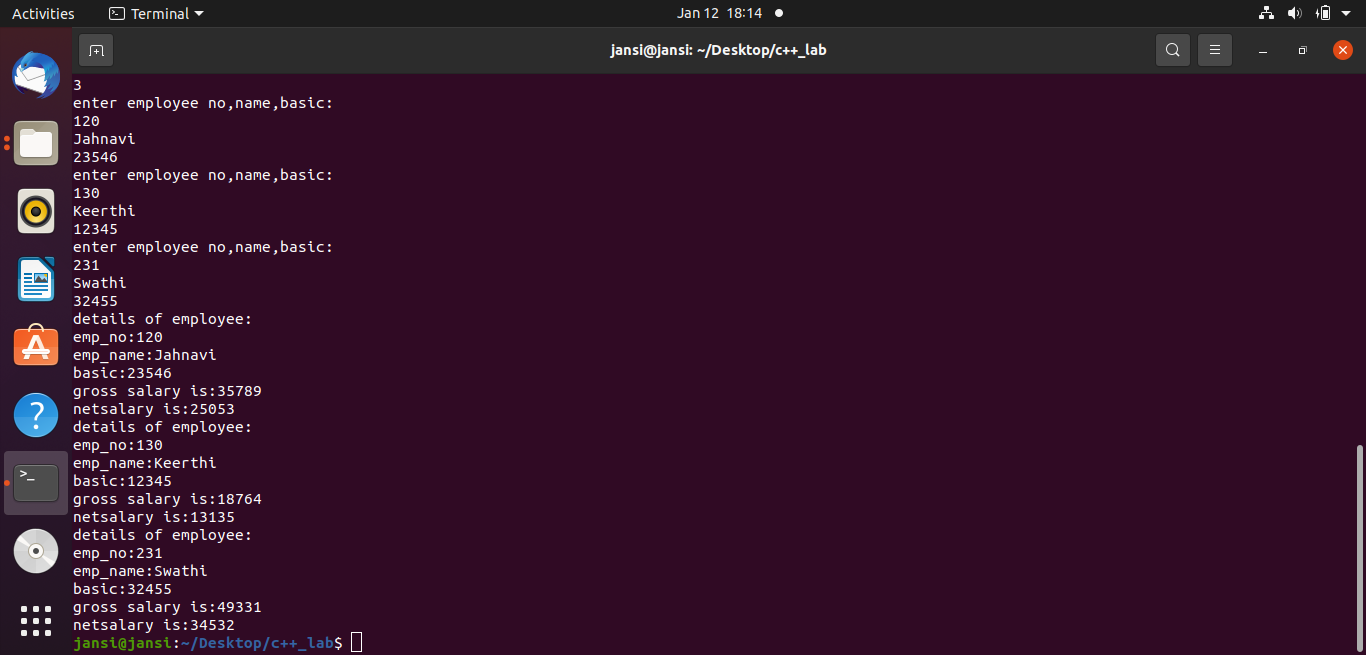 Activities
Terminal
Jan 12 18:14
jansi@jansi: ~/Desktop/c++_lab
3
enter employee no,name,basic:
120
Jahnavi
23546
enter employee no,name,basic:
130
Keerthi
12345
enter employee no,name,basic:
231
Swathi
32455
details of employee:
emp_no:120
emp_name:Jahnavi
basic:23546
gross salary is:35789
netsalary is:25053
details of employee:
emp_no:130
emp_name:Keerthi
basic:12345
gross salary is:18764
netsalary is:13135
details of employee:
emp_no:231
emp_name:Swathi
basic:32455
gross salary is:49331
netsalary is:34532
jansi@jansi:~/Desktop/c++_lab$